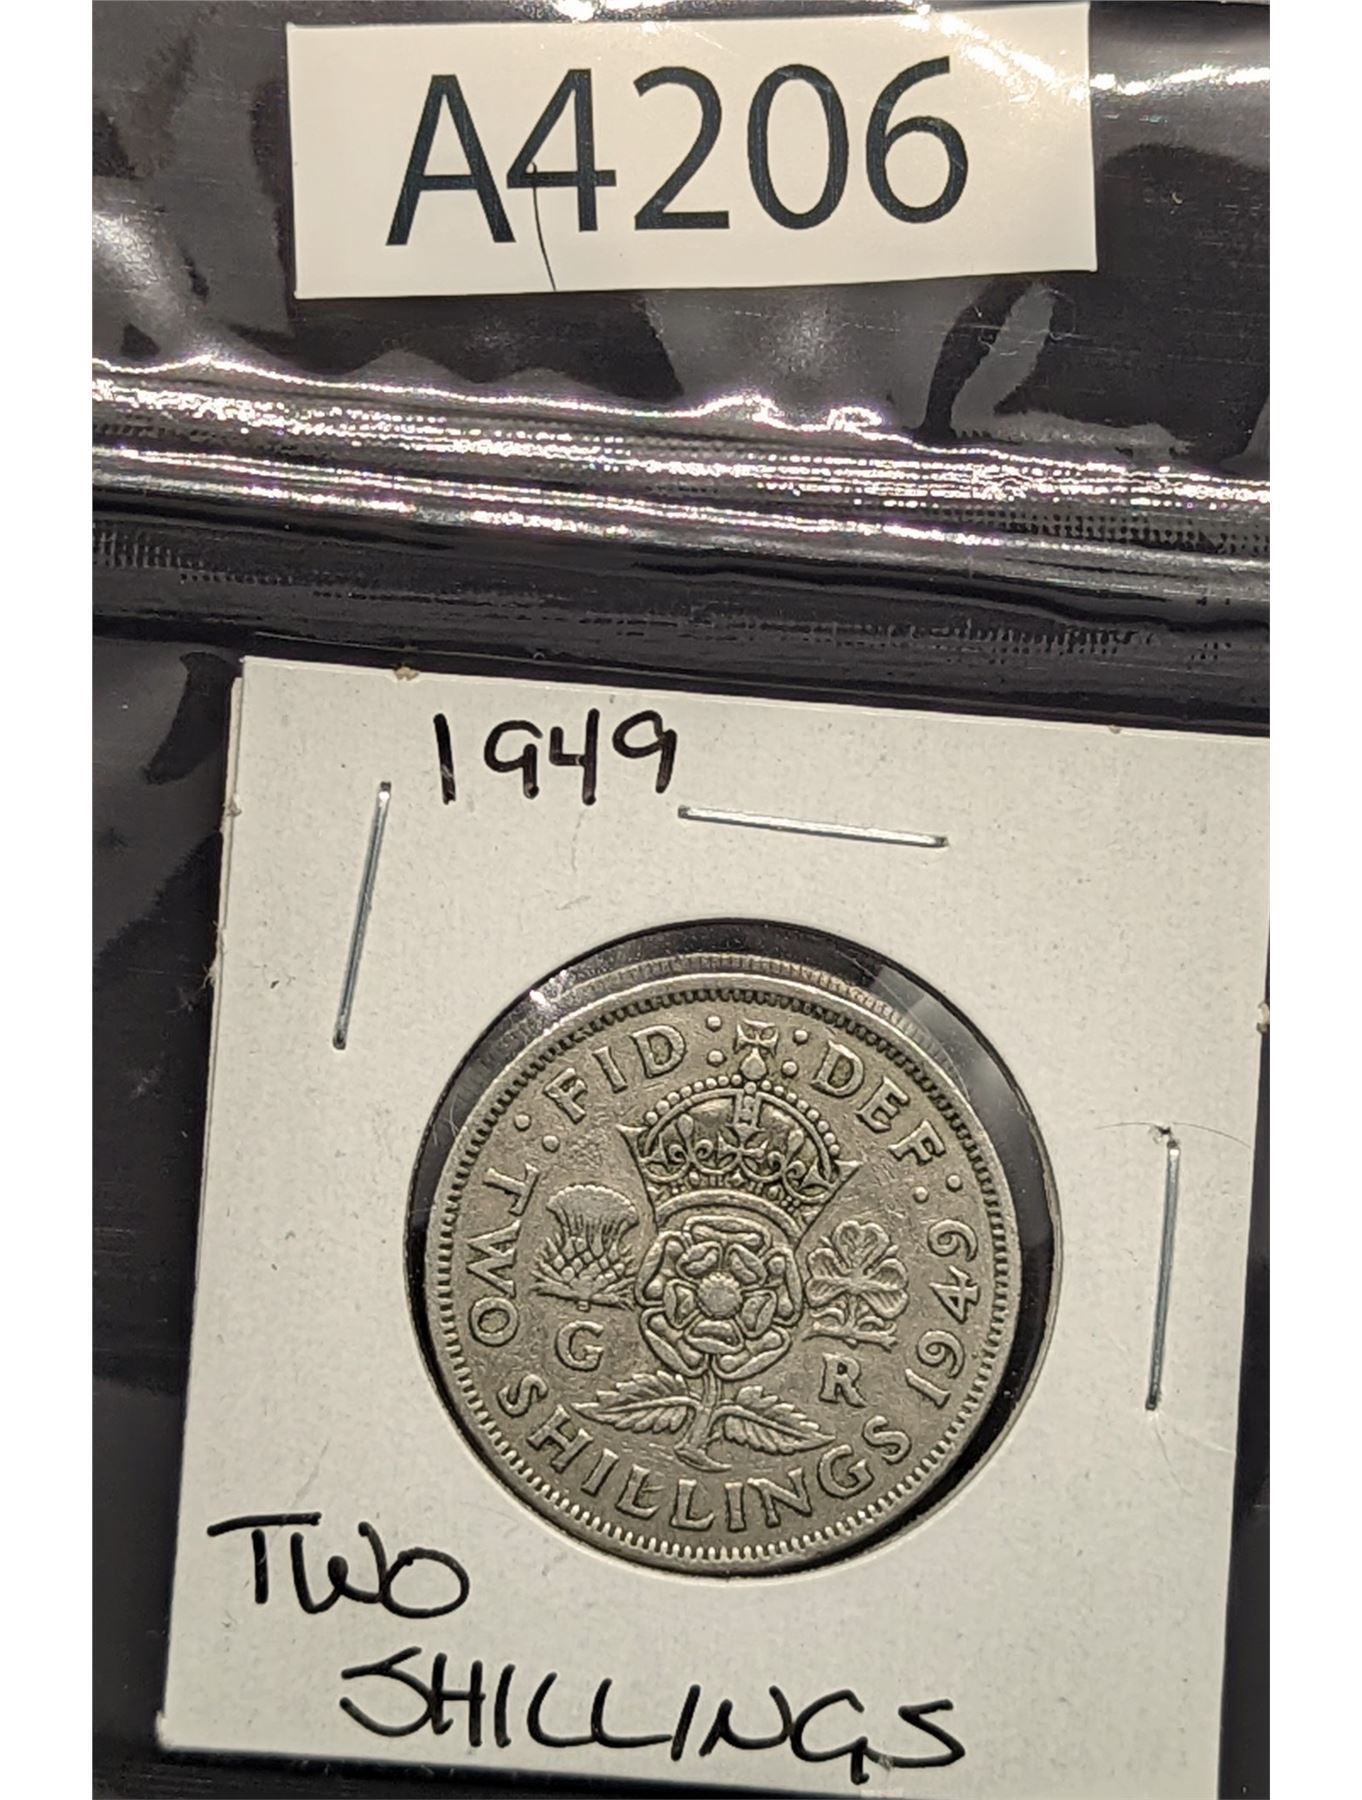 A4206
1949
: FID : : DEF :
TWO SHILLINGS 1949
G R
TWO
SHILLINGS